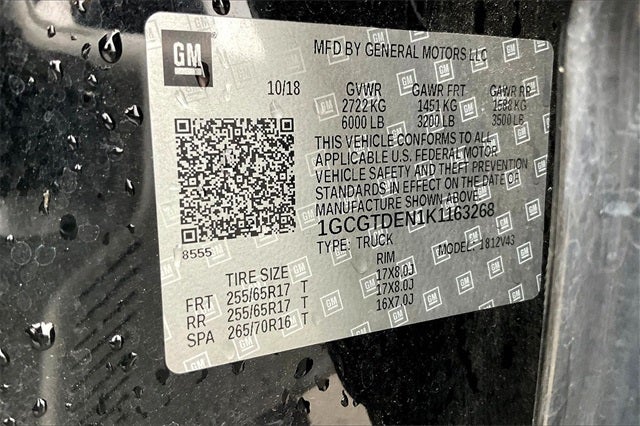 GM
MFD BY GENERAL MOTORS LLC
10/18 GVWR GAWR FRT GAWR RR
2722 KG 1451 KG 1588 KG
6000 LB 3200 LB 3500 LB
THIS VEHICLE CONFORMS TO ALL
APPLICABLE U.S. FEDERAL MOTOR
VEHICLE SAFETY AND THEFT PREVENTION
STANDARDS IN EFFECT ON THE DATE OF
MANUFACTURE SHOWN ABOVE.
1GCGTDEN1K1163268
TYPE: TRUCK MODEL: 1812V43
8555
TIRE SIZE RIM
FRT 255/65R17 T 17X8.0J
RR 255/65R17 T 17X8.0J
SPA 265/70R16 T 16X7.0J